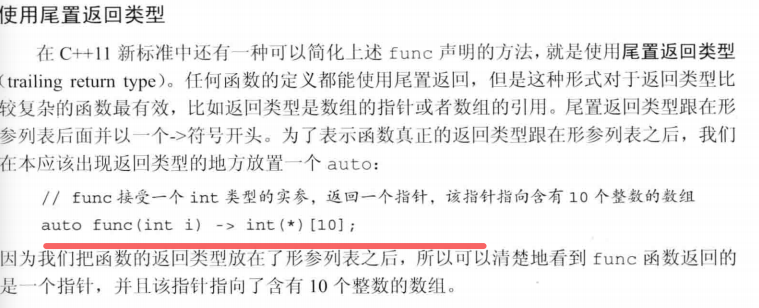 使用尾置返回类型
在 C++11 新标准中还有一种可以简化上述 func 声明的方法，就是使用尾置返回类型
(trailing return type)。任何函数的定义都能使用尾置返回，但是这种形式对于返回类型比
较复杂的函数最有效，比如返回类型是数组的指针或者数组的引用。尾置返回类型跟在形
参列表后面并以一个->符号开头。为了表示函数真正的返回类型跟在形参列表之后，我们
在本应该出现返回类型的地方放置一个 auto：
// func 接受一个 int 类型的实参，返回一个指针，该指针指向含有 10 个整数的数组
auto func(int i) -> int(*)[10];
因为我们把函数的返回类型放在了形参列表之后，所以可以清楚地看到 func 函数返回的
是一个指针，并且该指针指向了含有 10 个整数的数组。